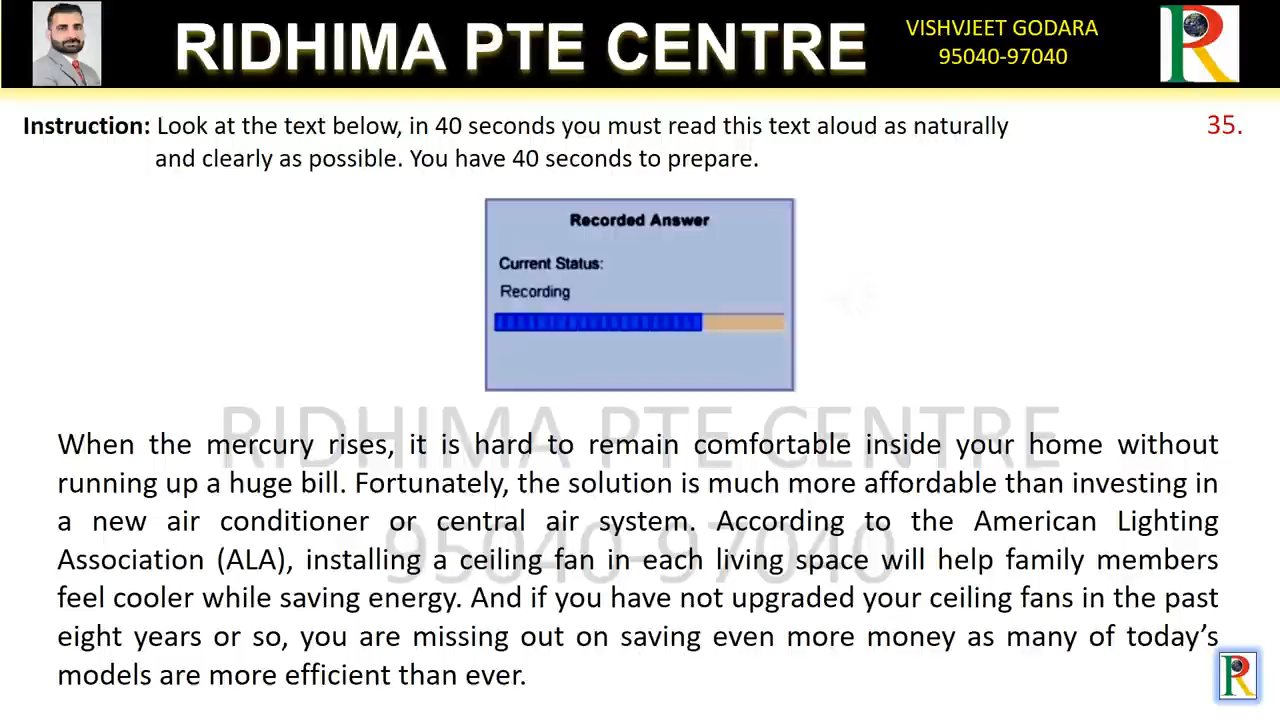 RIDHIMA PTE CENTRE
VISHVJEET GODARA
95040-97040
Instruction: Look at the text below, in 40 seconds you must read this text aloud as naturally
and clearly as possible. You have 40 seconds to prepare.
35.
Recorded Answer
Current Status:
Recording
RIDHIMA PTE CENTRE
95040-97040
When the mercury rises, it is hard to remain comfortable inside your home without
running up a huge bill. Fortunately, the solution is much more affordable than investing in
a new air conditioner or central air system. According to the American Lighting
Association (ALA), installing a ceiling fan in each living space will help family members
feel cooler while saving energy. And if you have not upgraded your ceiling fans in the past
eight years or so, you are missing out on saving even more money as many of today’s
models are more efficient than ever.